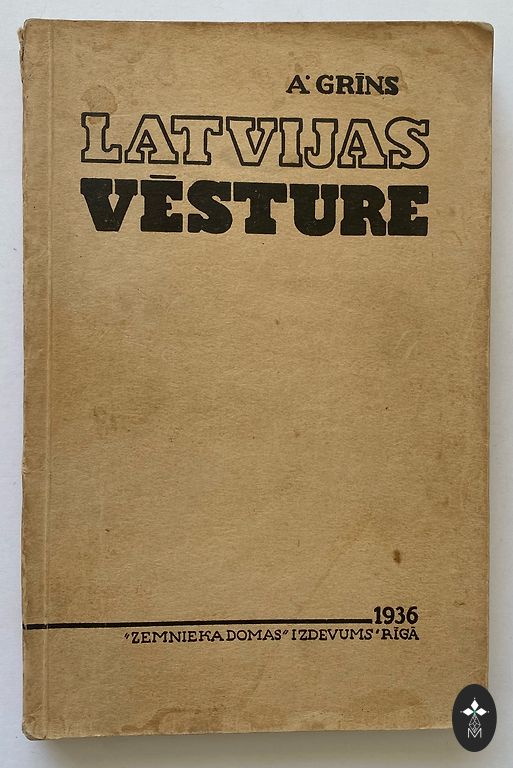 A. GRĪNS
LATVIJAS
VĒSTURE
1936
"ZEMNIEKA DOMAS" IZDEVUMS • RĪGĀ
M